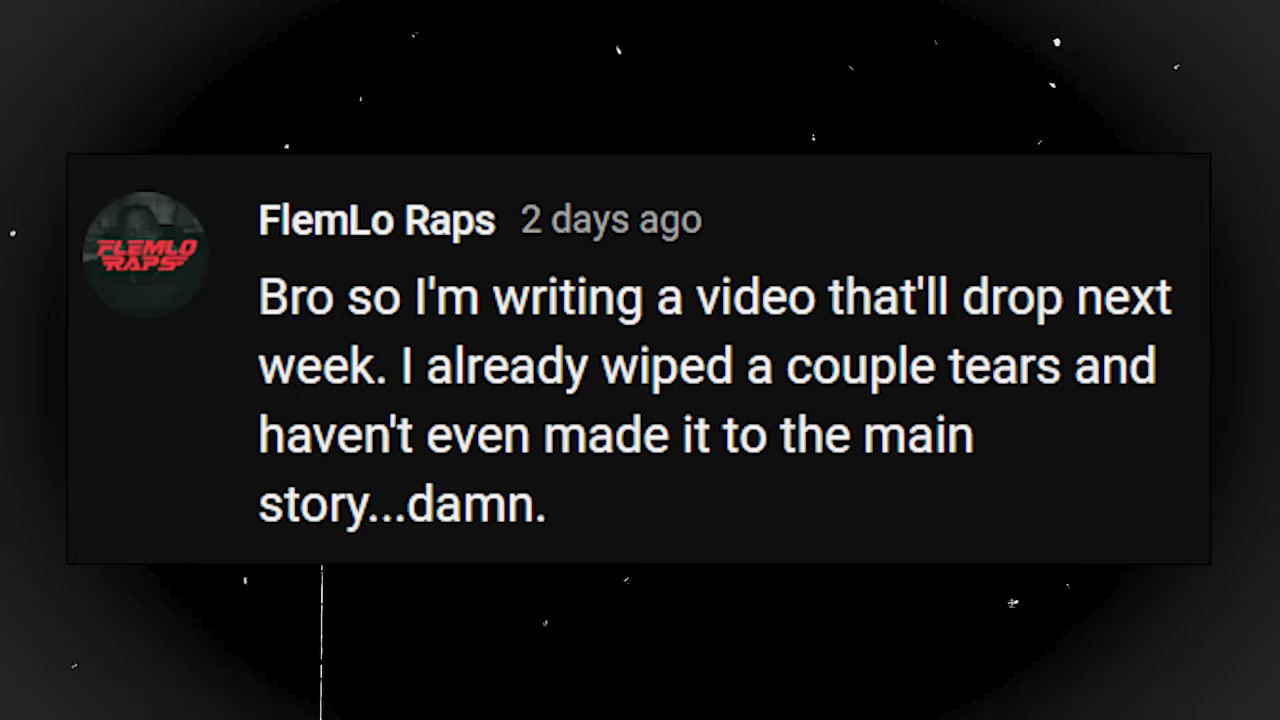 FlemLo Raps 2 days ago
FLEMLO
RAPS
Bro so I'm writing a video that'll drop next
week. I already wiped a couple tears and
haven't even made it to the main
story...damn.